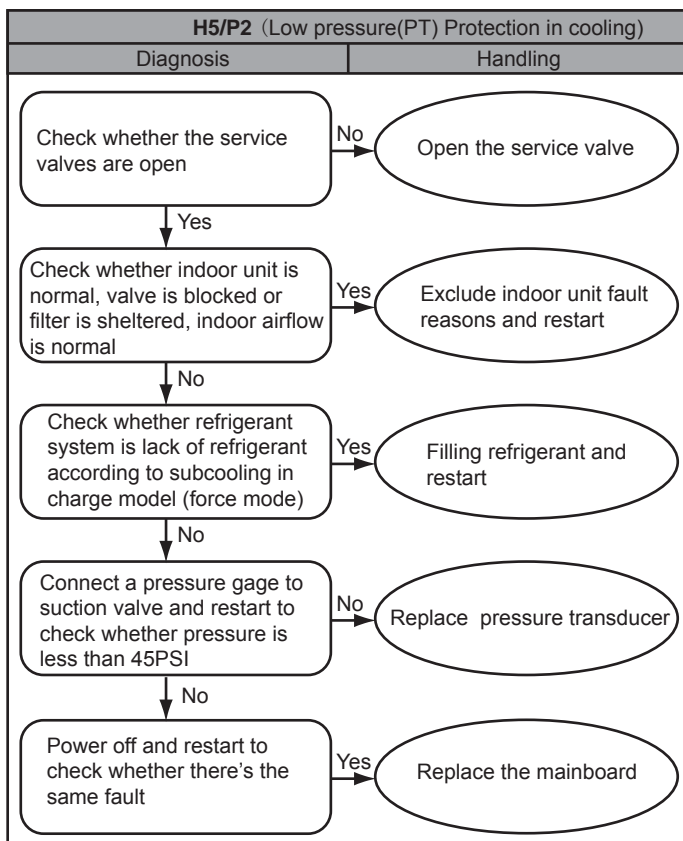 H5/P2（Low pressure(PT) Protection in cooling)
Diagnosis
Handling
Check whether the service
valves are open
No
Open the service valve
Yes
Check whether indoor unit is
normal, valve is blocked or
filter is sheltered, indoor airflow
is normal
Yes
Exclude indoor unit fault
reasons and restart
No
Check whether refrigerant
system is lack of refrigerant
according to subcooling in
charge model (force mode)
Yes
Filling refrigerant and
restart
No
Connect a pressure gage to
suction valve and restart to
check whether pressure is
less than 45PSI
No
Replace pressure transducer
No
Power off and restart to
check whether there's the
same fault
Yes
Replace the mainboard